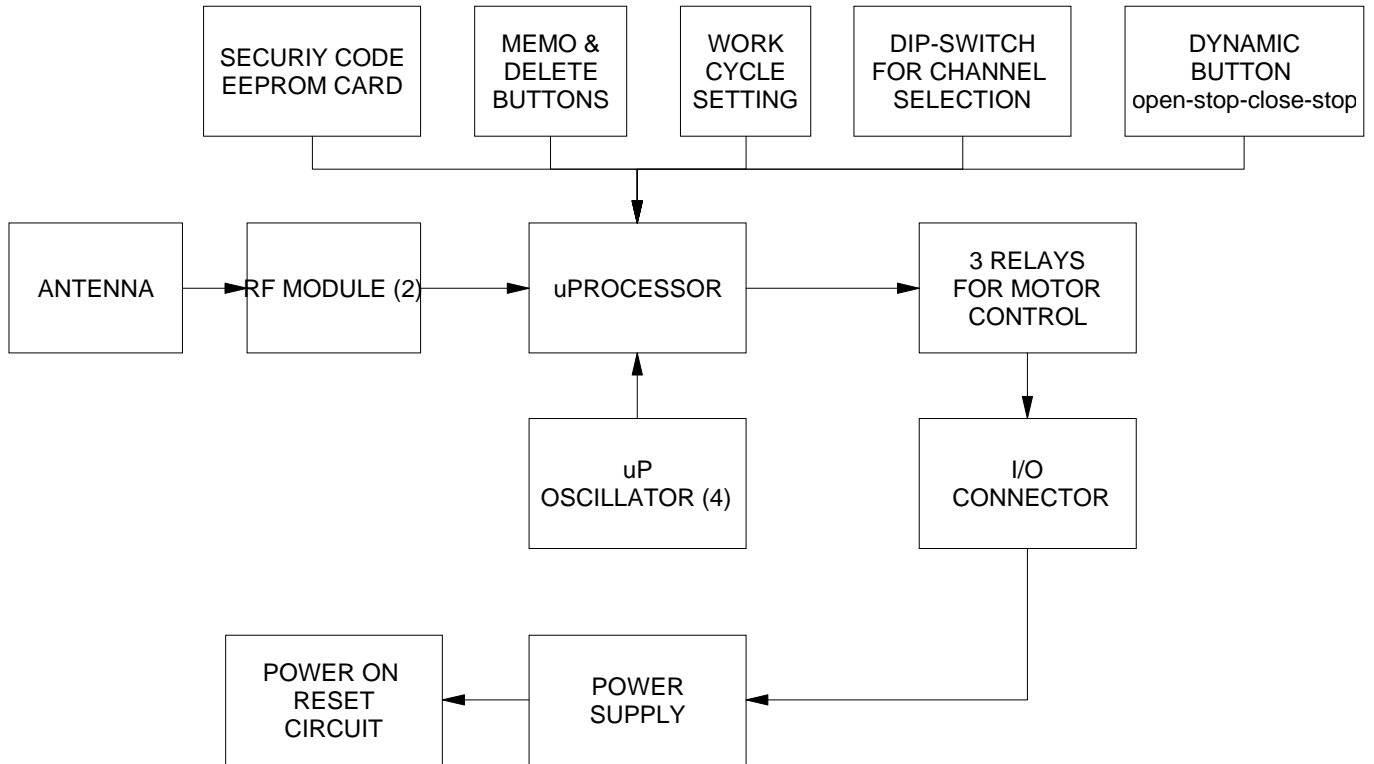 SECURIY CODE
EEPROM CARD
MEMO &
DELETE
BUTTONS
WORK
CYCLE
SETTING
DIP-SWITCH
FOR CHANNEL
SELECTION
DYNAMIC
BUTTON
open-stop-close-stop
ANTENNA
RF MODULE (2)
uPROCESSOR
3 RELAYS
FOR MOTOR
CONTROL
uP
OSCILLATOR (4)
I/O
CONNECTOR
POWER ON
RESET
CIRCUIT
POWER
SUPPLY